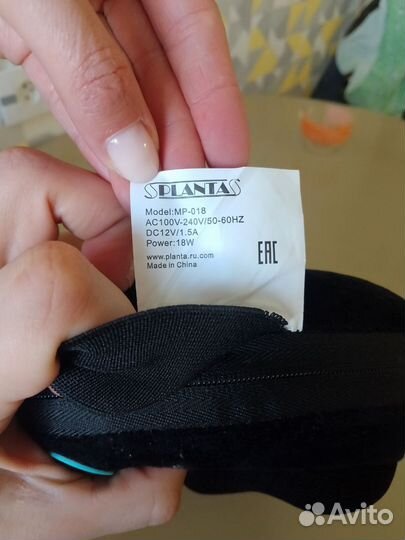 PLANTA
Model:MP-018
AC100V-240V/50-60HZ
DC12V/1.5A
Power:18W
www.planta.ru.com
Made in China
EAC
Avito